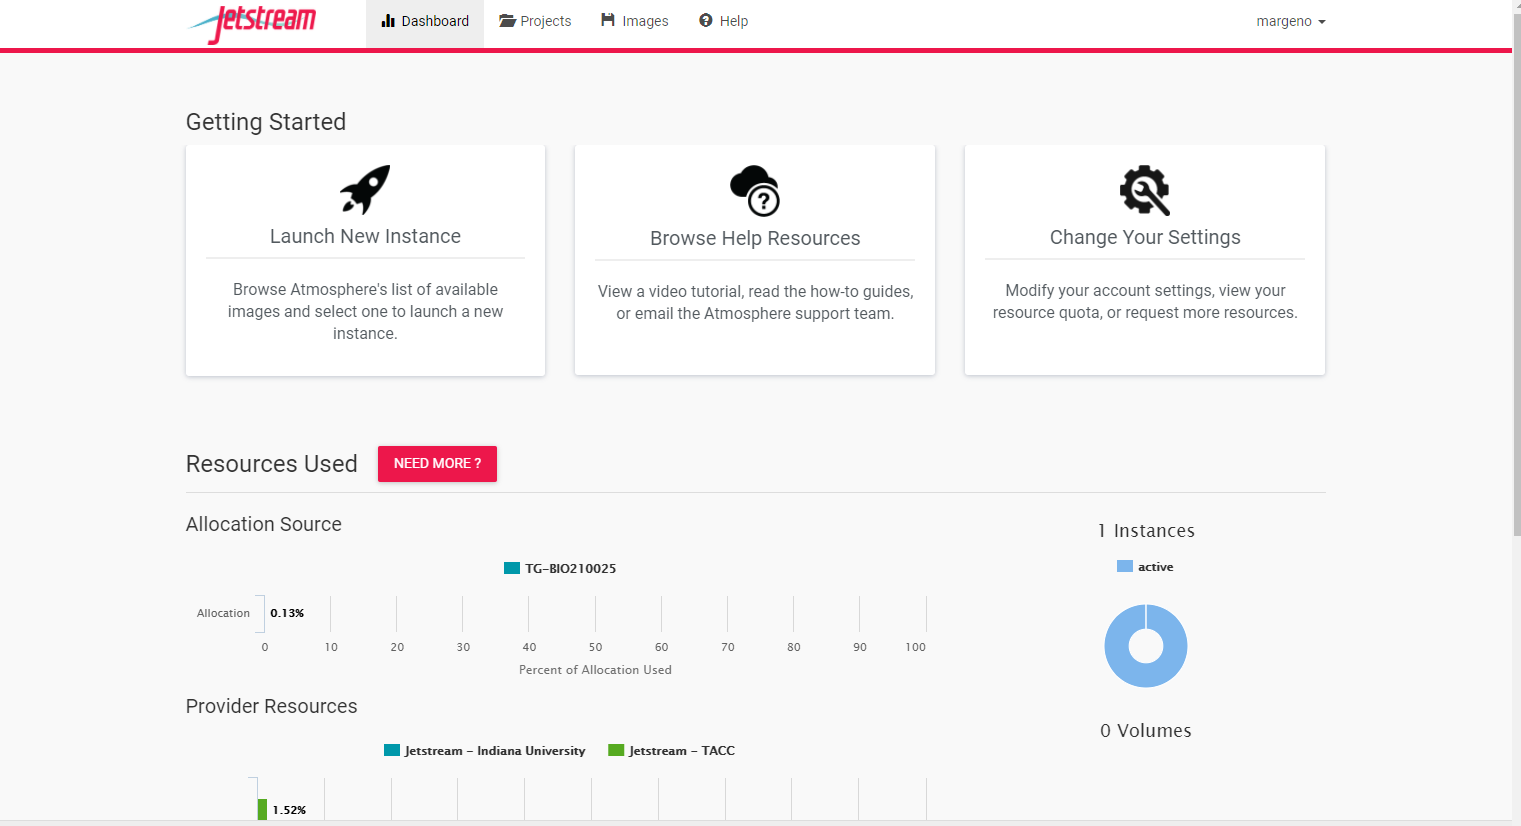 Jetstream
Dashboard
Projects
Images
Help
margeno
Getting Started
Launch New Instance
Browse Atmosphere's list of available
images and select one to launch a new
instance.
Browse Help Resources
View a video tutorial, read the how-to guides,
or email the Atmosphere support team.
Change Your Settings
Modify your account settings, view your
resource quota, or request more resources.
Resources Used
NEED MORE ?
Allocation Source
TG-BIO210025
Allocation
0.13%
0 10 20 30 40 50 60 70 80 90 100
Percent of Allocation Used
1 Instances
active
0 Volumes
Provider Resources
Jetstream - Indiana University
Jetstream - TACC
1.52%